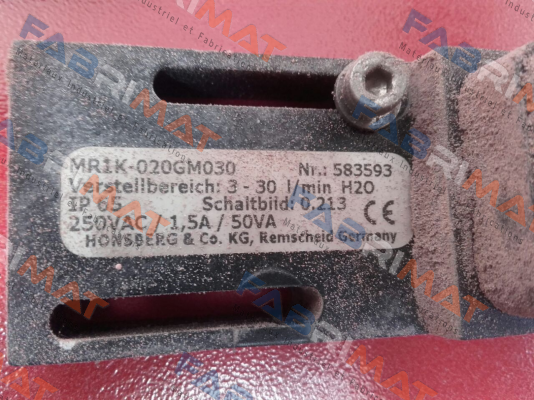 MR1K-020GM030 Nr.: 583593
Verstellbereich: 3 - 30 l/min H2O
IP 65 Schaltbild: 0.213 CE
250VAC / 1,5A / 50VA
HONSBERG & Co. KG, Remscheid Germany
FABRIMAT
FABRIMAT
FABRIMAT
FABRIMAT